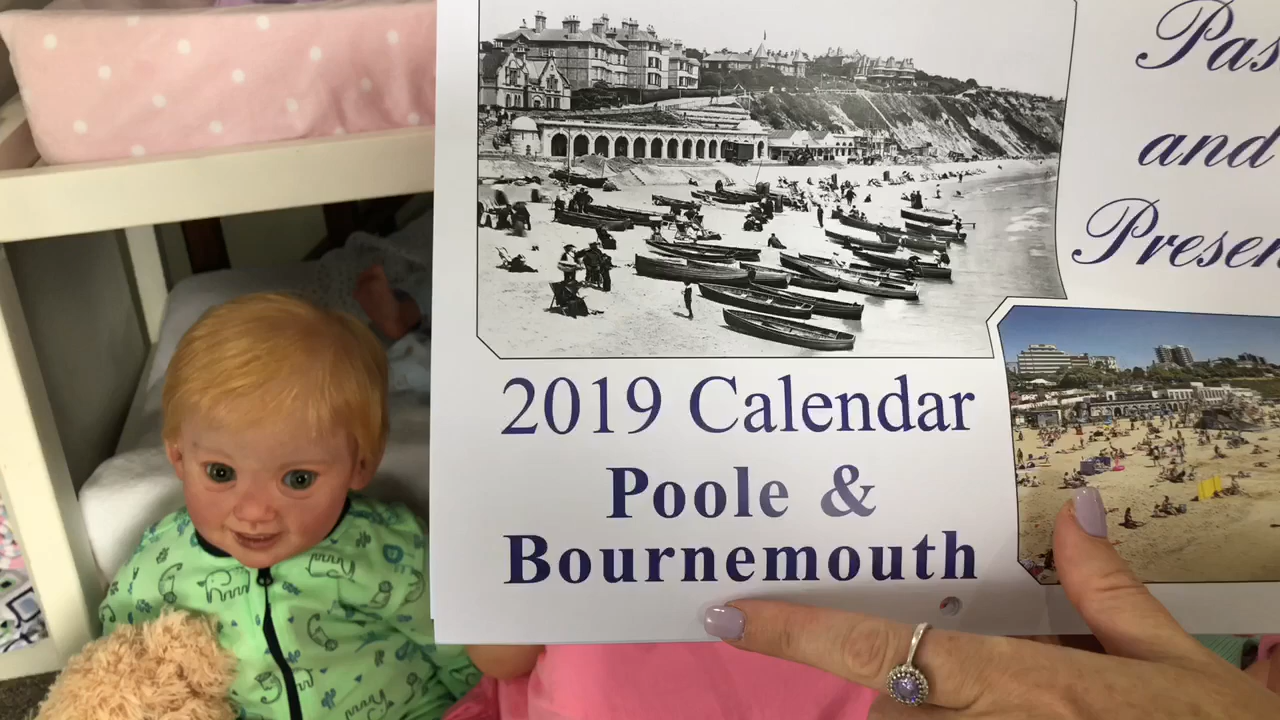 Pas
and
Presen
2019 Calendar
Poole &
Bournemouth